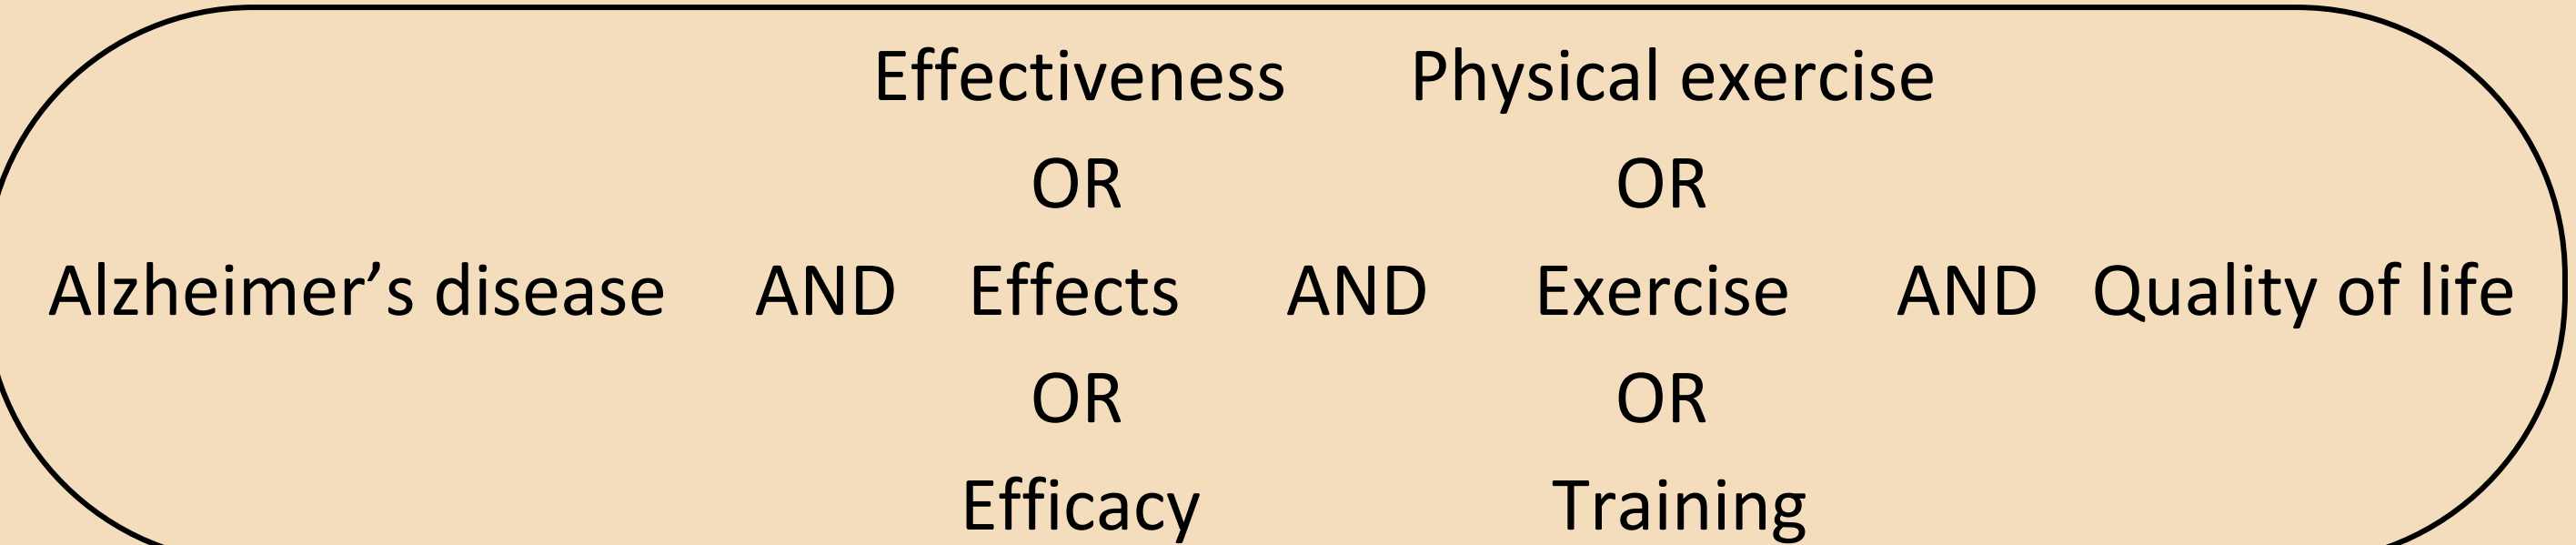 Effectiveness Physical exercise
OR OR
Alzheimer’s disease AND Effects AND Exercise AND Quality of life
OR OR
Efficacy Training